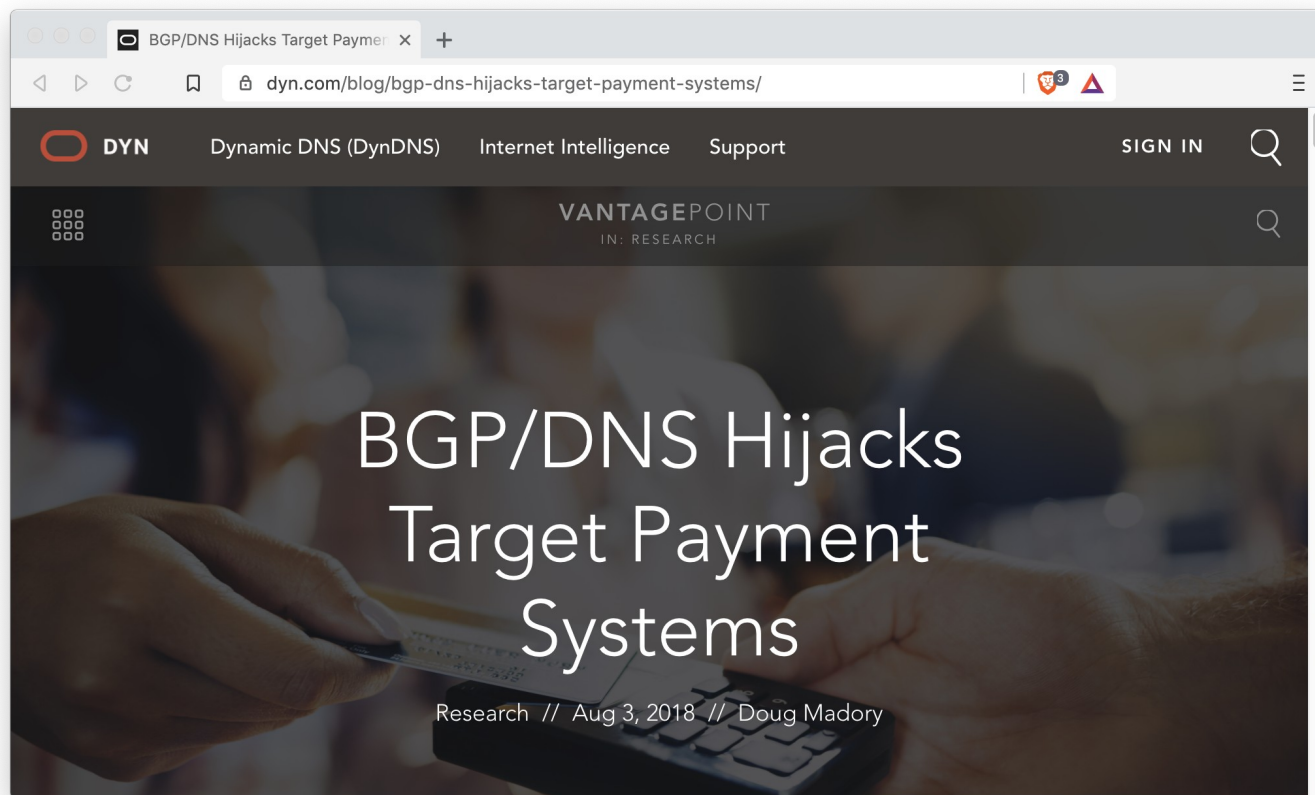 BGP/DNS Hijacks Target Paymen
dyn.com/blog/bgp-dns-hijacks-target-payment-systems/
3
DYN
Dynamic DNS (DynDNS)
Internet Intelligence
Support
SIGN IN
VANTAGEPOINT
IN: RESEARCH
BGP/DNS Hijacks
Target Payment
Systems
Research // Aug 3, 2018 // Doug Madory